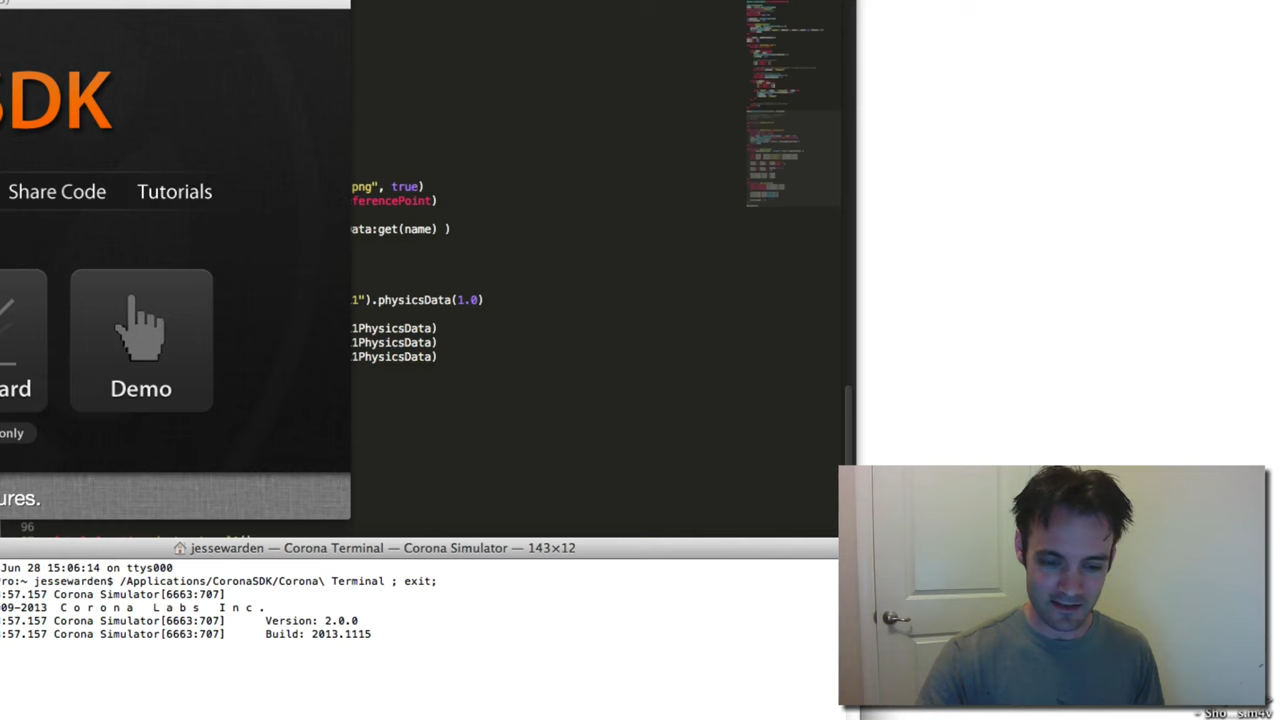 SDK
Share Code Tutorials
png", true)
ferencePoint)
ata:get(name) )
1").physicsData(1.0)
1PhysicsData)
1PhysicsData)
1PhysicsData)
ard
Demo
only
ures.
96
jessewarden — Corona Terminal — Corona Simulator — 143×12
Jun 28 15:06:14 on ttys000
Pro:~ jessewarden$ /Applications/CoronaSDK/Corona\ Terminal ; exit;
:57.157 Corona Simulator[6663:707]
09-2013 C o r o n a L a b s I n c .
:57.157 Corona Simulator[6663:707] Version: 2.0.0
:57.157 Corona Simulator[6663:707] Build: 2013.1115
- Sho...s.m4v